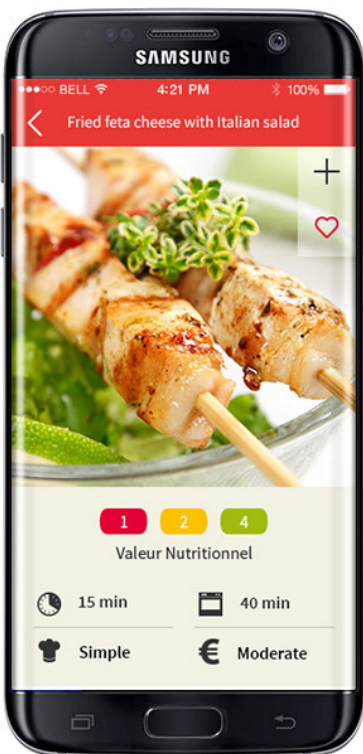 SAMSUNG
●●●○○ BELL 4:21 PM 100%
Fried feta cheese with Italian salad
1 2 4
Valeur Nutritionnel
15 min 40 min
Simple € Moderate